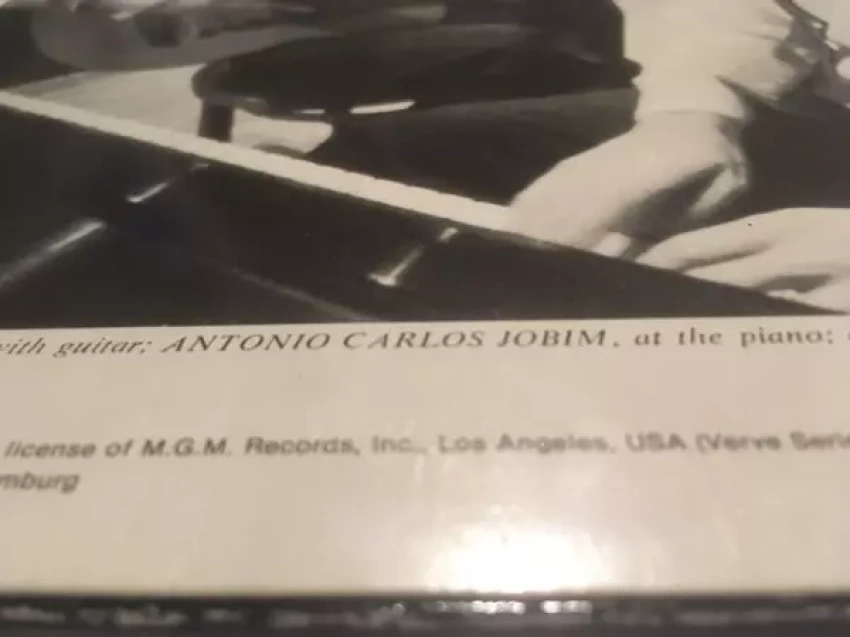 with guitar; ANTONIO CARLOS JOBIM, at the piano;
license of M.G.M. Records, Inc., Los Angeles, USA (Verve
mburg